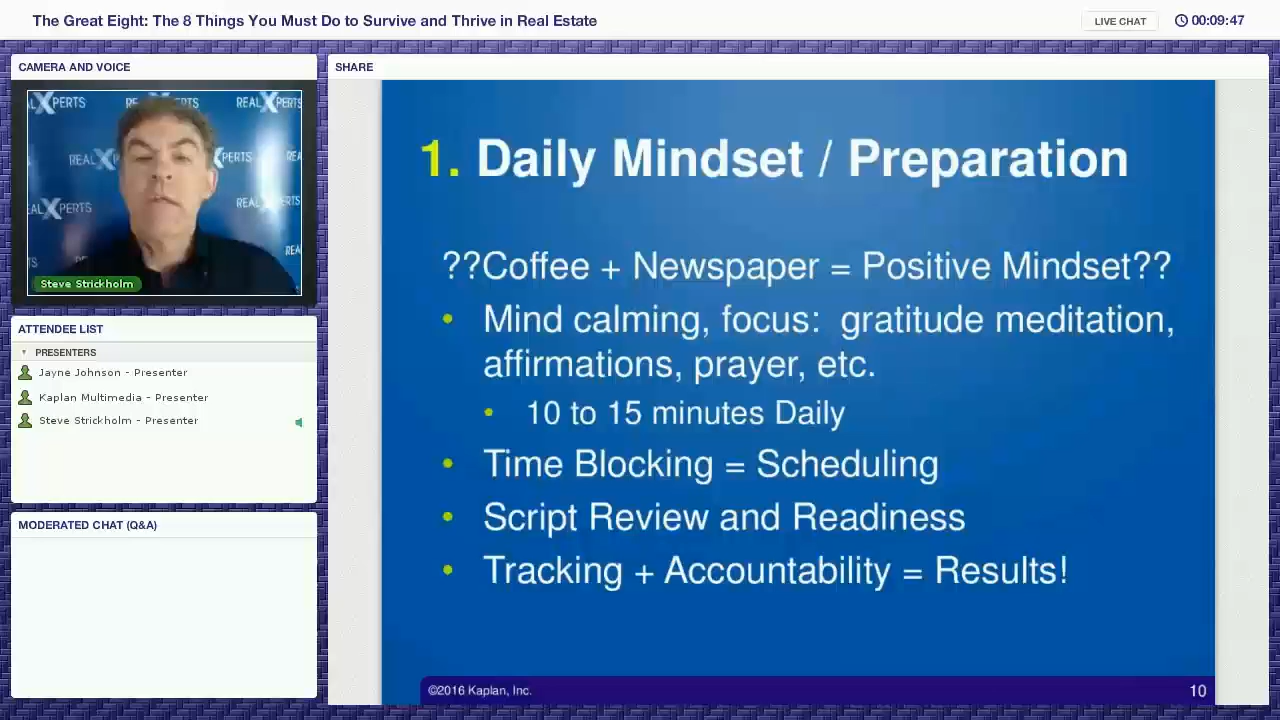 The Great Eight: The 8 Things You Must Do to Survive and Thrive in Real Estate
LIVE CHAT
00:09:47
CAMERA AND VOICE
REAL XPERTS
REAL XPERTS
Steve Strickholm
ATTENDEE LIST
PRESENTERS
Jayne Johnson - Presenter
Kaplan Multimedia - Presenter
Steve Strickholm - Presenter
MODERATED CHAT (Q&A)
SHARE
1. Daily Mindset / Preparation
??Coffee + Newspaper = Positive Mindset??
• Mind calming, focus: gratitude meditation,
affirmations, prayer, etc.
• 10 to 15 minutes Daily
• Time Blocking = Scheduling
• Script Review and Readiness
• Tracking + Accountability = Results!
©2016 Kaplan, Inc.
10